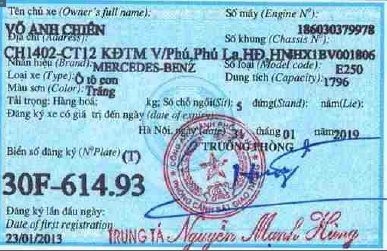 Tên chủ xe (Owner's full name): Số máy (Engine Nº):
VÕ ANH CHIẾN 186030379978
Địa chỉ (Address): Số khung (Chassis Nº):
CH1402-CT12 KĐTM V/Phú,Phú La,HĐ,HNHX1BV001806
Nhãn hiệu (Brand): MERCEDES-BENZ Số loại (Model code): E250
Loại xe (Type): Ô tô con Dung tích (Capacity): 1796
Màu sơn (Color): Trắng
Tải trọng: Hàng hoá: kg; Số chỗ ngồi(Sit): 5 đứng(Stand): nằm(Lie):
Đăng ký xe có giá trị đến ngày (date of expiry)
Hà Nội, ngày (date) 31 tháng 01 năm 2019
Biển số đăng ký (Nº Plate) (T) TRƯỞNG PHÒNG
30F-614.93
Đăng ký lần đầu ngày:
Date of first registration
23/01/2013 TRUNG TÁ Nguyễn Mạnh Hùng